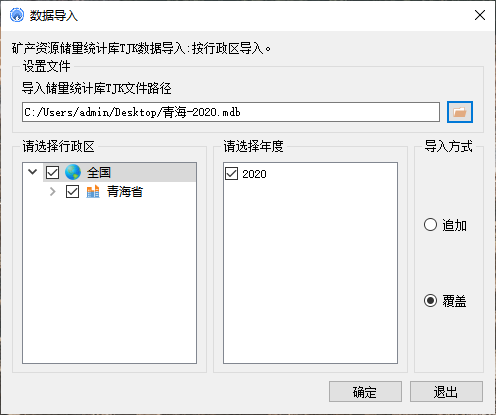 数据导入
矿产资源储量统计库TJK数据导入:按行政区导入。
设置文件
导入储量统计库TJK文件路径
C:/Users/admin/Desktop/青海-2020.mdb
请选择行政区
请选择年度
导入方式
全国
2020
青海省
追加
覆盖
确定
退出